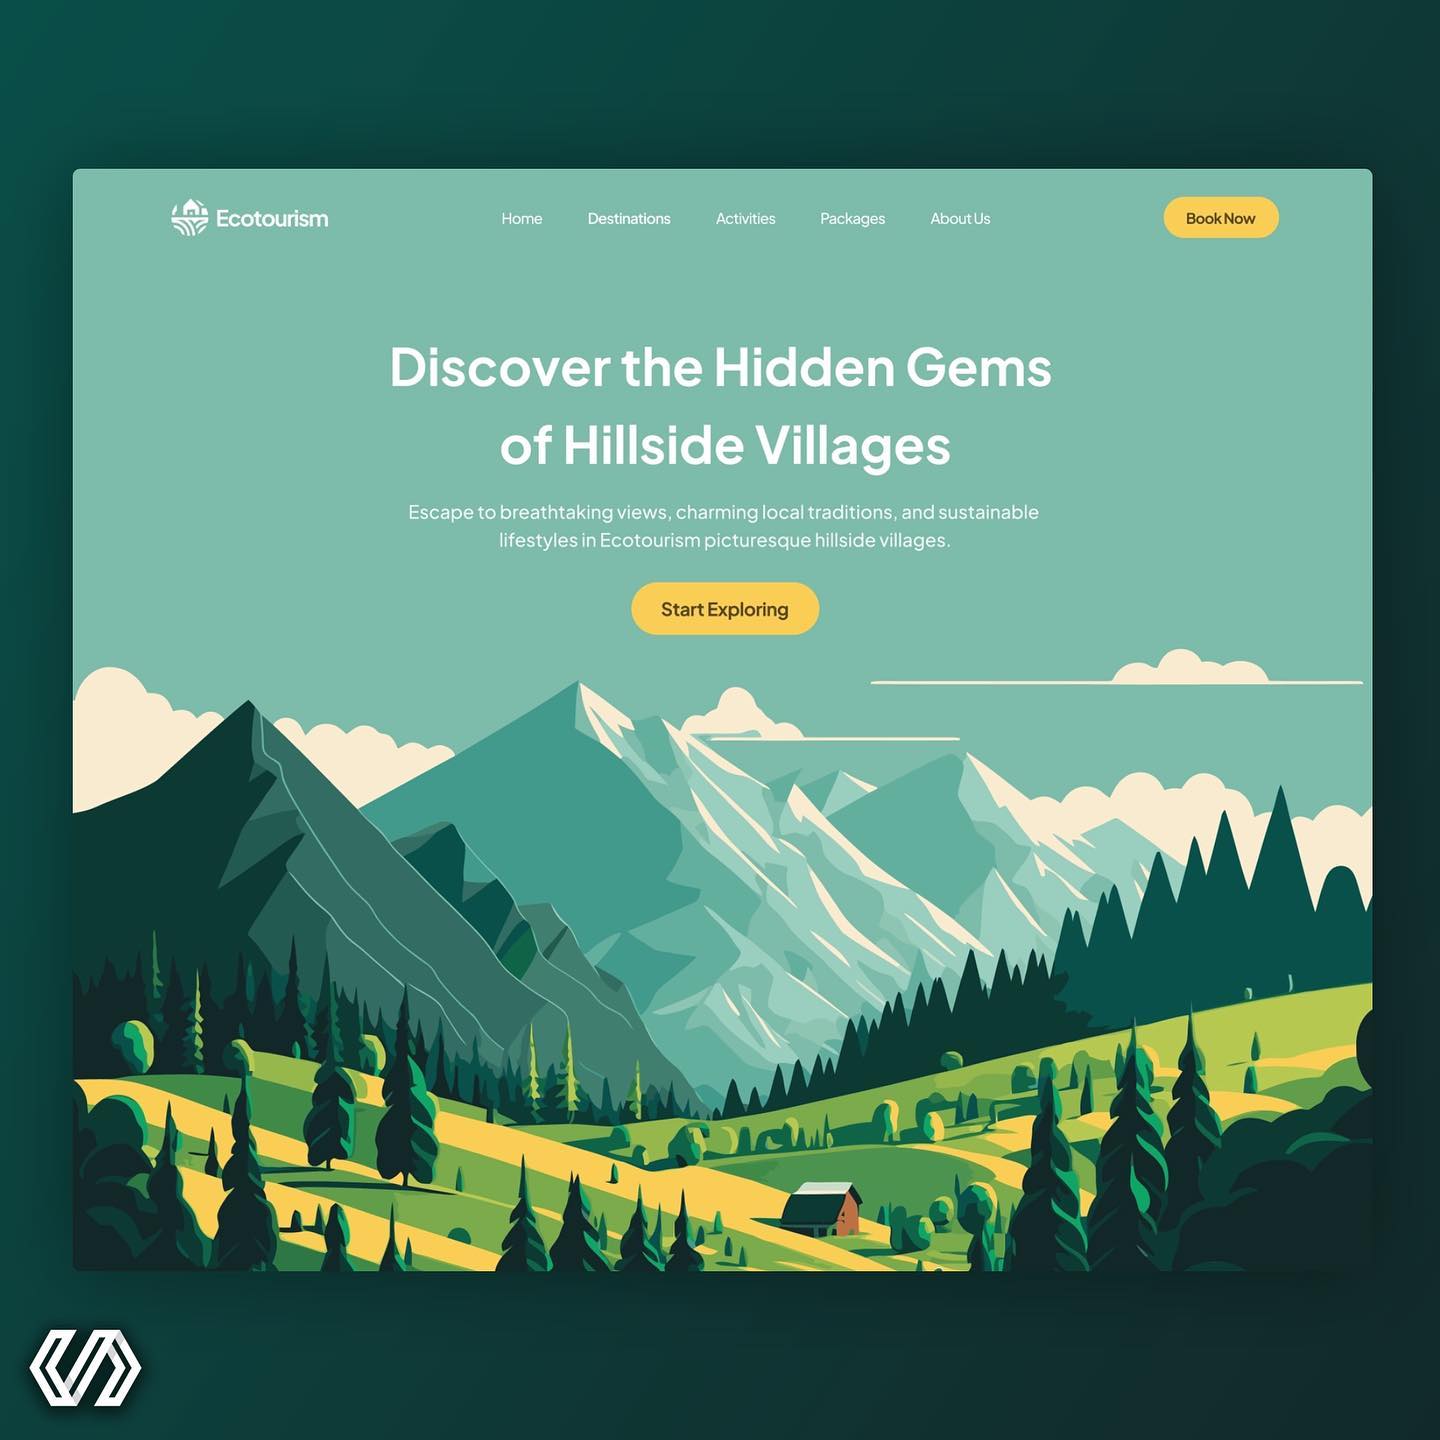 Ecotourism
Home
Destinations
Activities
Packages
About Us
Book Now
Discover the Hidden Gems
of Hillside Villages
Escape to breathtaking views, charming local traditions, and sustainable
lifestyles in Ecotourism picturesque hillside villages.
Start Exploring